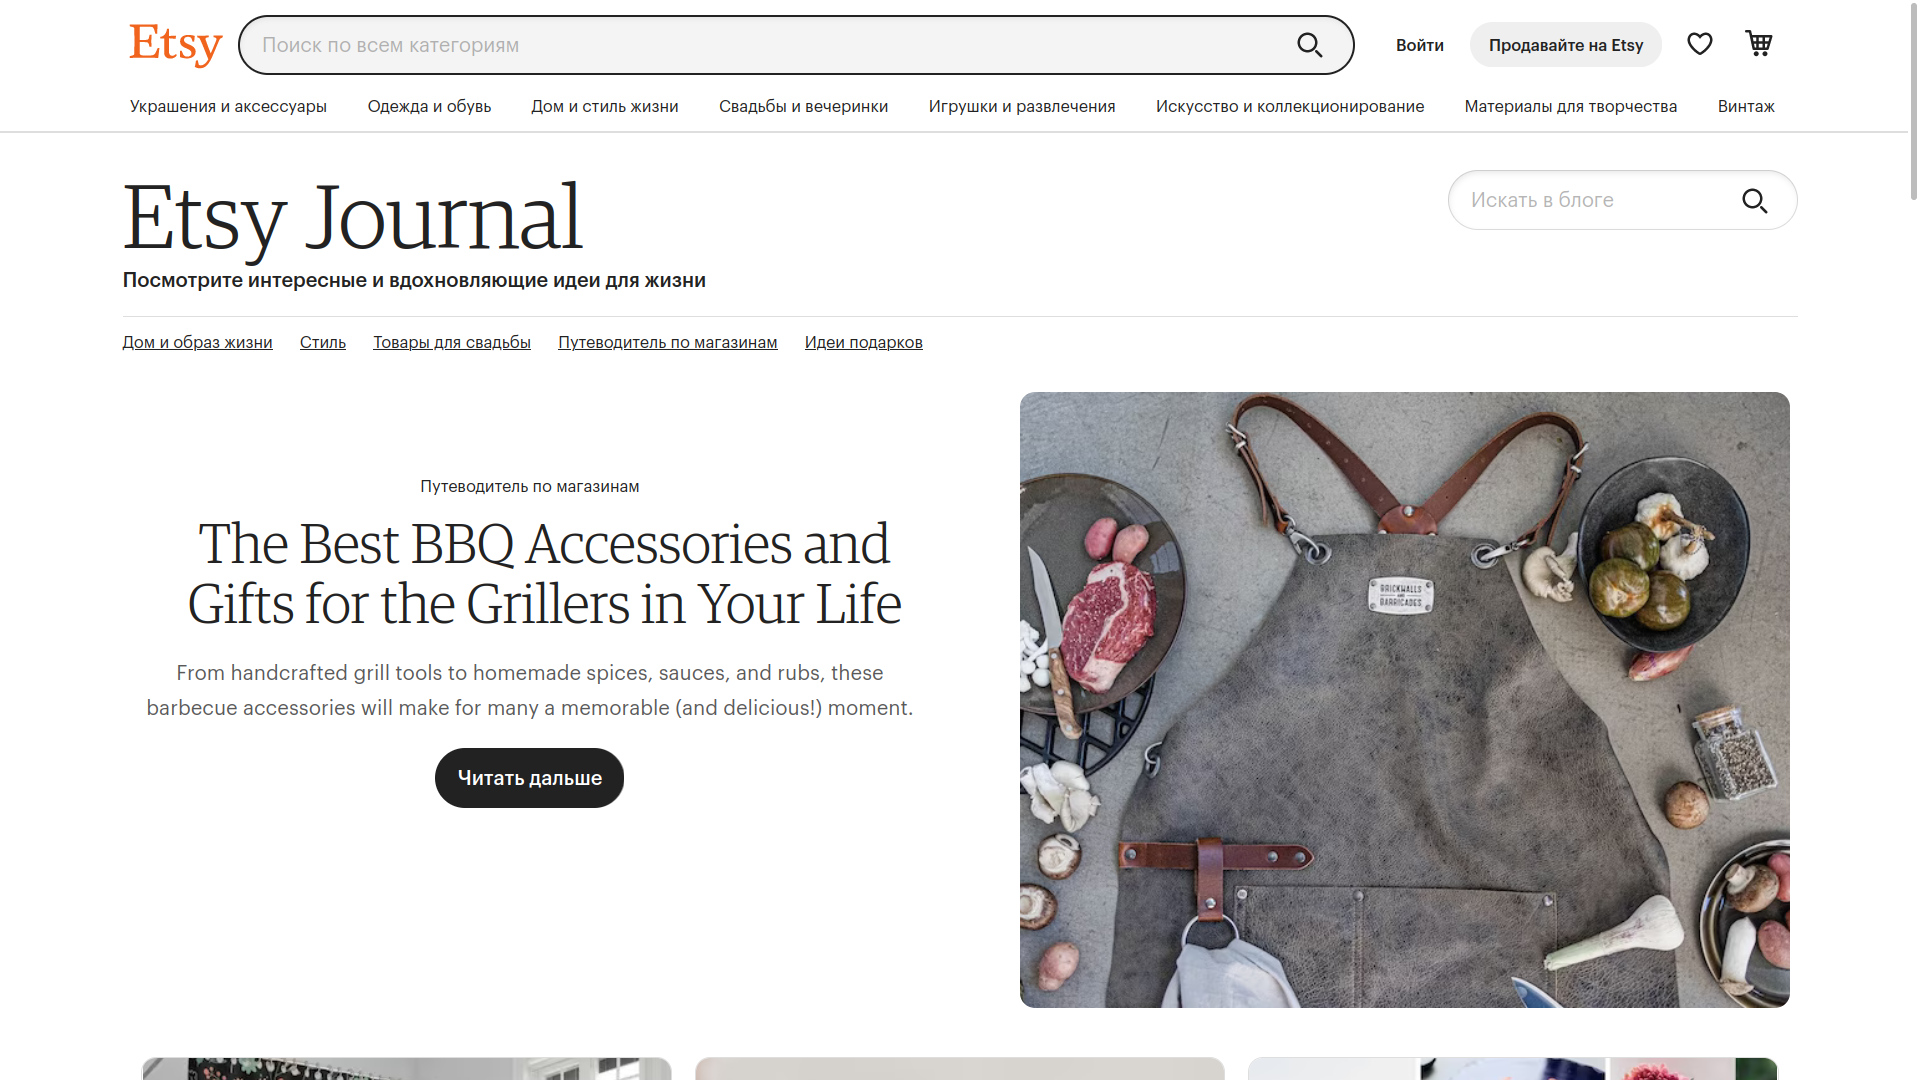 Etsy
Поиск по всем категориям
Войти
Продавайте на Etsy
Украшения и аксессуары
Одежда и обувь
Дом и стиль жизни
Свадьбы и вечеринки
Игрушки и развлечения
Искусство и коллекционирование
Материалы для творчества
Винтаж
Etsy Journal
Искать в блоге
Посмотрите интересные и вдохновляющие идеи для жизни
Дом и образ жизни
Стиль
Товары для свадьбы
Путеводитель по магазинам
Идеи подарков
Путеводитель по магазинам
The Best BBQ Accessories and
Gifts for the Grillers in Your Life
From handcrafted grill tools to homemade spices, sauces, and rubs, these
barbecue accessories will make for many a memorable (and delicious!) moment.
Читать дальше
BRICKWALLS
AND
BARRICADES